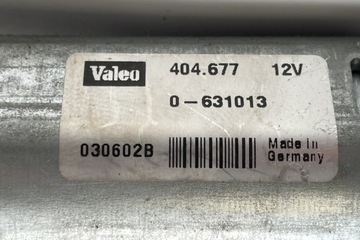 Valeo 404.677 12V
0-631013
030602B Made in
Germany